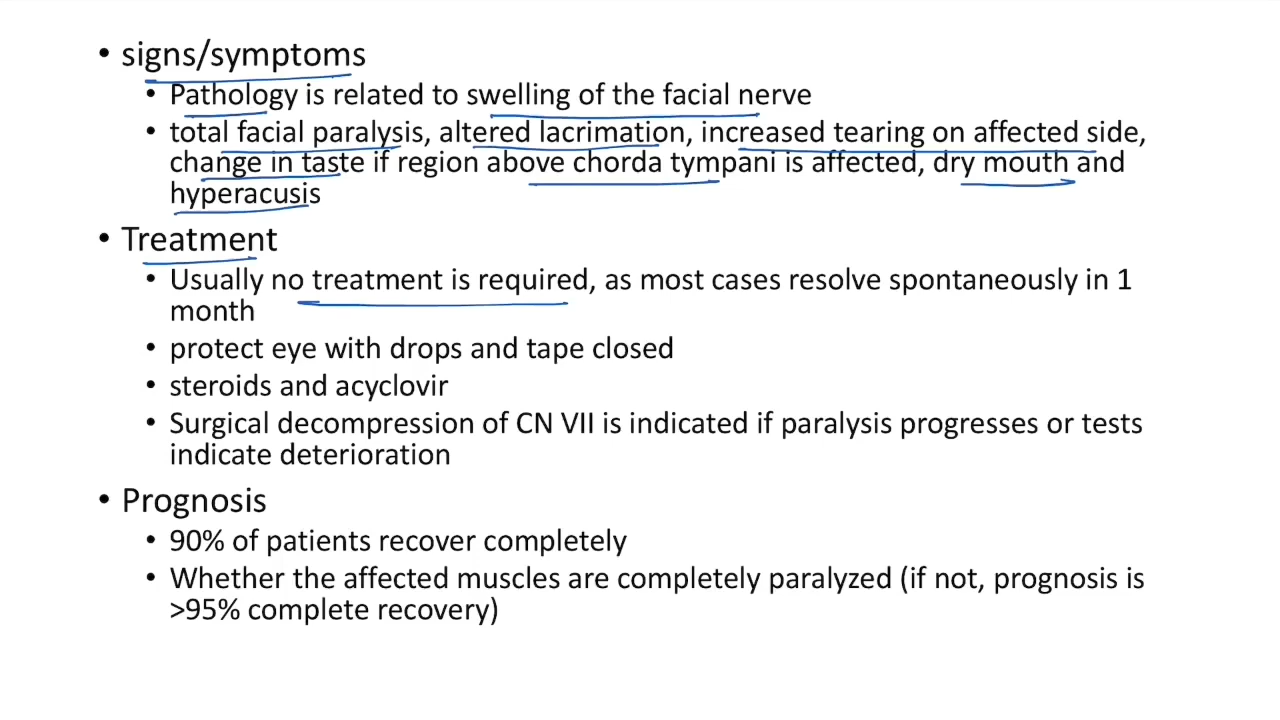 • signs/symptoms
• Pathology is related to swelling of the facial nerve
• total facial paralysis, altered lacrimation, increased tearing on affected side,
change in taste if region above chorda tympani is affected, dry mouth and
hyperacusis
• Treatment
• Usually no treatment is required, as most cases resolve spontaneously in 1
month
• protect eye with drops and tape closed
• steroids and acyclovir
• Surgical decompression of CN VII is indicated if paralysis progresses or tests
indicate deterioration
• Prognosis
• 90% of patients recover completely
• Whether the affected muscles are completely paralyzed (if not, prognosis is
>95% complete recovery)